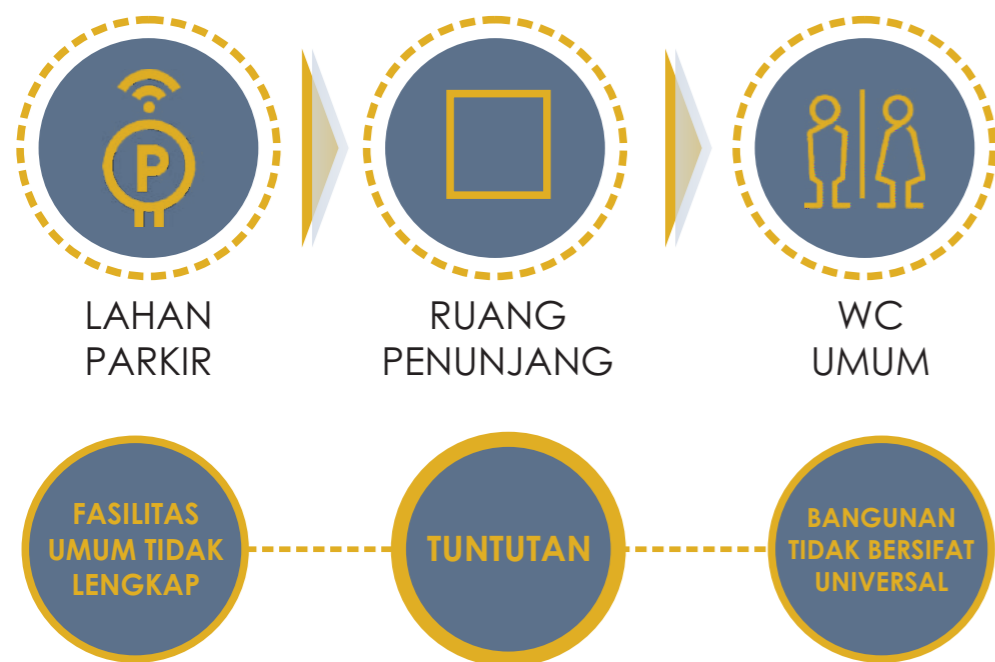 P
LAHAN
PARKIR
RUANG
PENUNJANG
WC
UMUM
FASILITAS
UMUM TIDAK
LENGKAP
TUNTUTAN
BANGUNAN
TIDAK BERSIFAT
UNIVERSAL